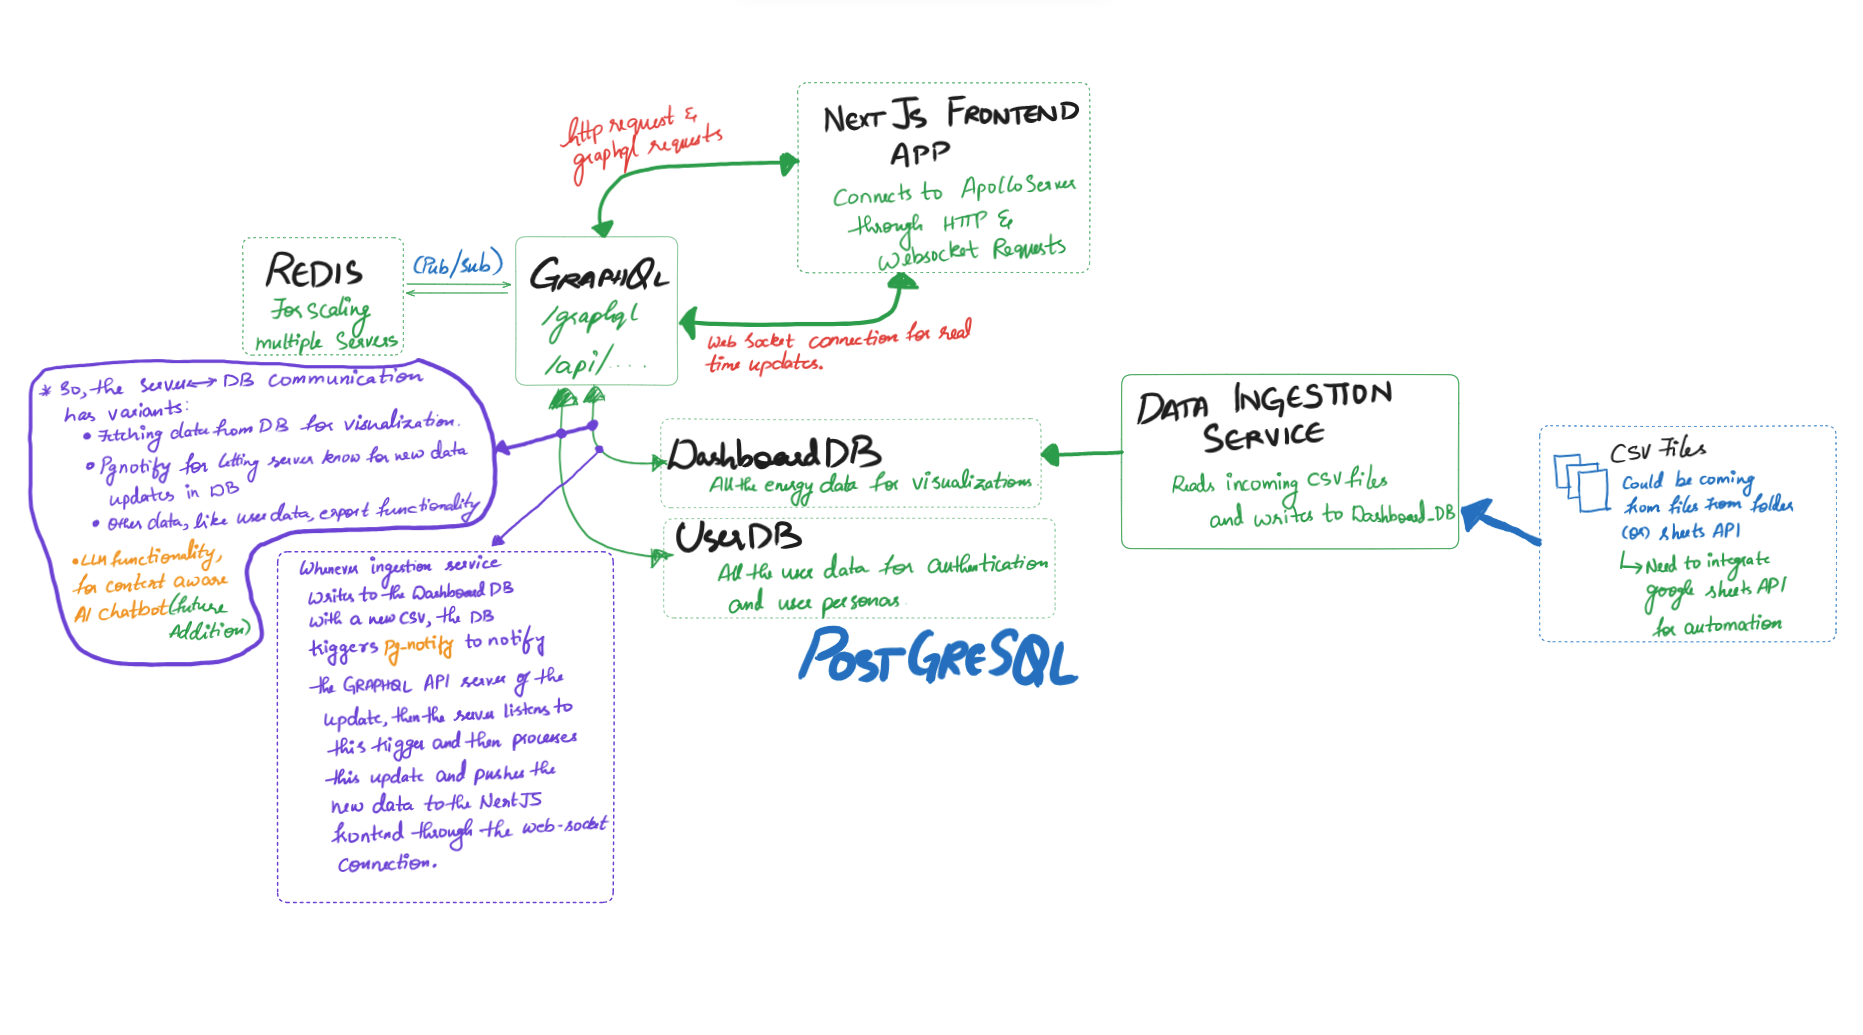 NEXT JS FRONTEND
APP
Connects to Apollo Server
through HTTP &
Websocket Requests
http request &
graphql requests
REDIS
For scaling
multiple Servers
(Pub/Sub)
GRAPHQL
/graphql
/api/....
Web Socket connection for real
time updates.
* So, the server ↔ DB communication
has variants:
• Fetching data from DB for visualization.
• Pgnotify for letting server know for new data
updates in DB
• Other data, like user data, export functionality
• LLM functionality,
for context aware
AI chatbot (future
Addition)
Whenever ingestion service
writes to the Dashboard DB
with a new CSV, the DB
triggers Pg-notify to notify
the GRAPHQL API server of the
update, then the server listens to
this trigger and then processes
this update and pushes the
new data to the NextJS
frontend through the web-socket
connection.
Dashboard DB
All the energy data for visualizations.
User DB
All the user data for authentication
and user personas.
POSTGRESQL
DATA INGESTION
SERVICE
Reads incoming CSV files
and writes to Dashboard_DB
CSV Files
Could be coming
from files from folder
(or) sheets API
↳ Need to integrate
google sheets API
for automation